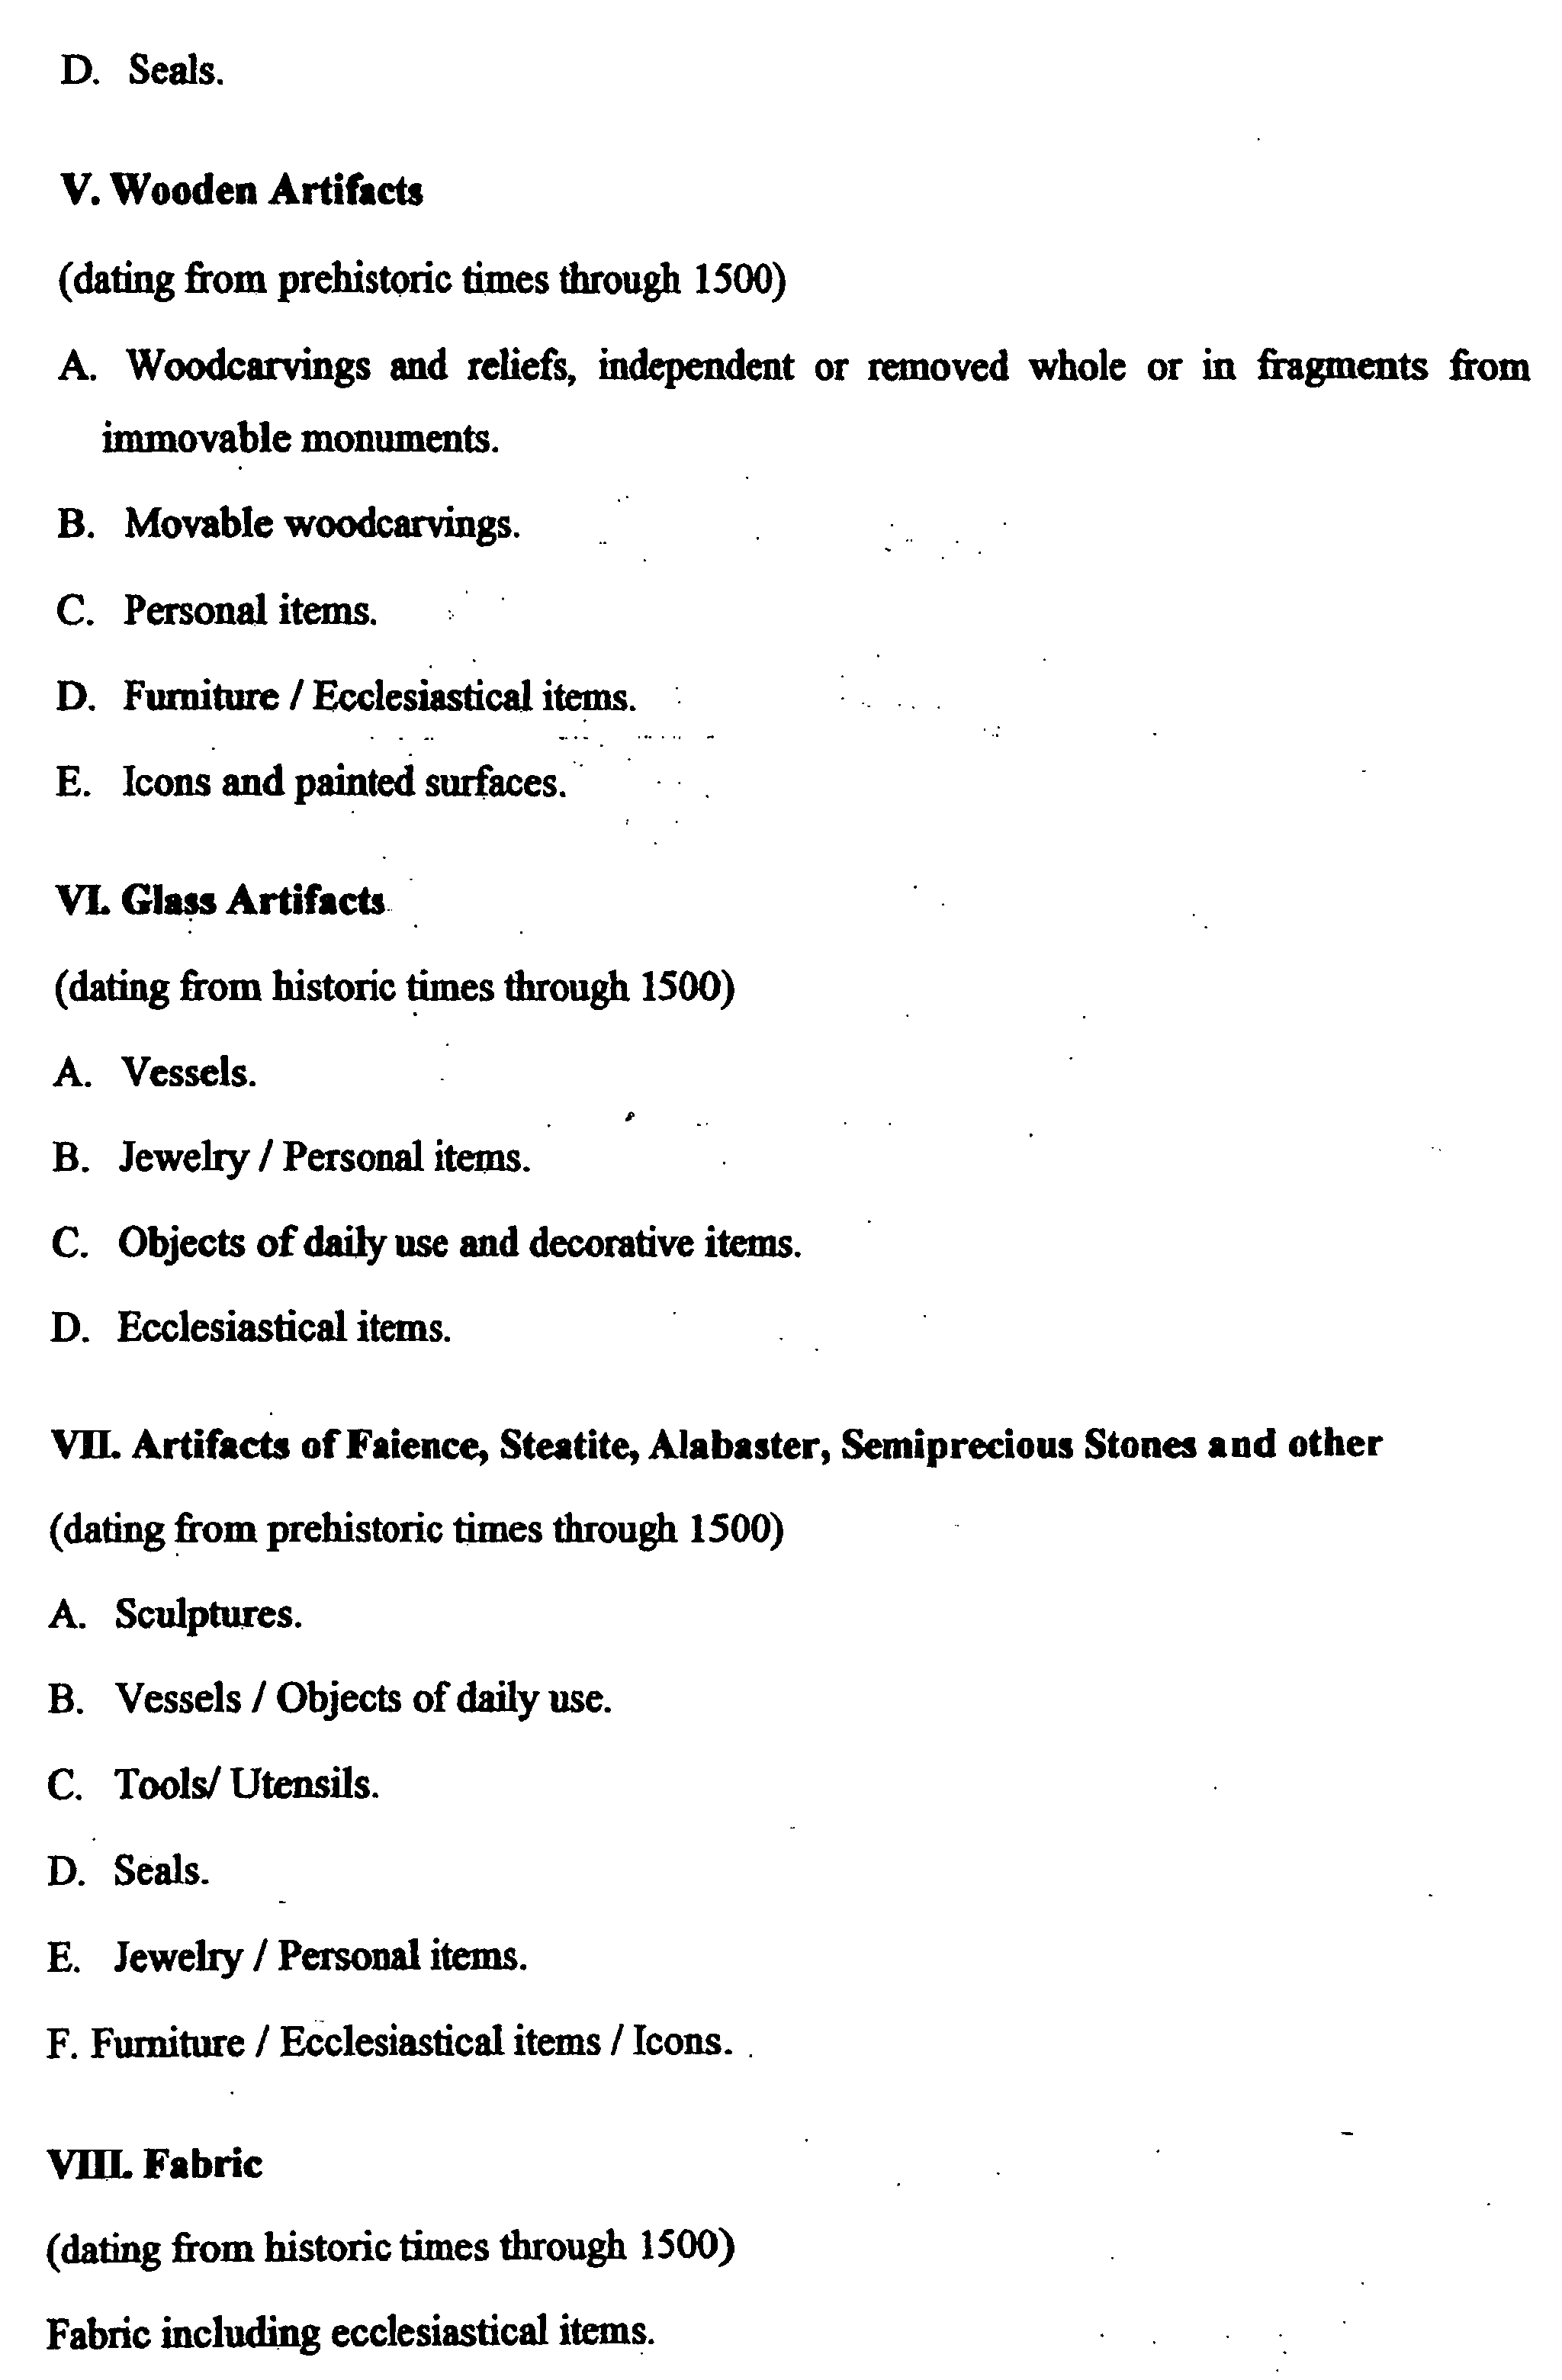 D. Seals.
V. Wooden Artifacts
(dating from prehistoric times through 1500)
A. Woodcarvings and reliefs, independent or removed whole or in fragments from
immovable monuments.
B. Movable woodcarvings.
C. Personal items.
D. Furniture / Ecclesiastical items.
E. Icons and painted surfaces.
VI. Glass Artifacts
(dating from historic times through 1500)
A. Vessels.
B. Jewelry / Personal items.
C. Objects of daily use and decorative items.
D. Ecclesiastical items.
VII. Artifacts of Faience, Steatite, Alabaster, Semiprecious Stones and other
(dating from prehistoric times through 1500)
A. Sculptures.
B. Vessels / Objects of daily use.
C. Tools/ Utensils.
D. Seals.
E. Jewelry / Personal items.
F. Furniture / Ecclesiastical items / Icons.
VIII. Fabric
(dating from historic times through 1500)
Fabric including ecclesiastical items.